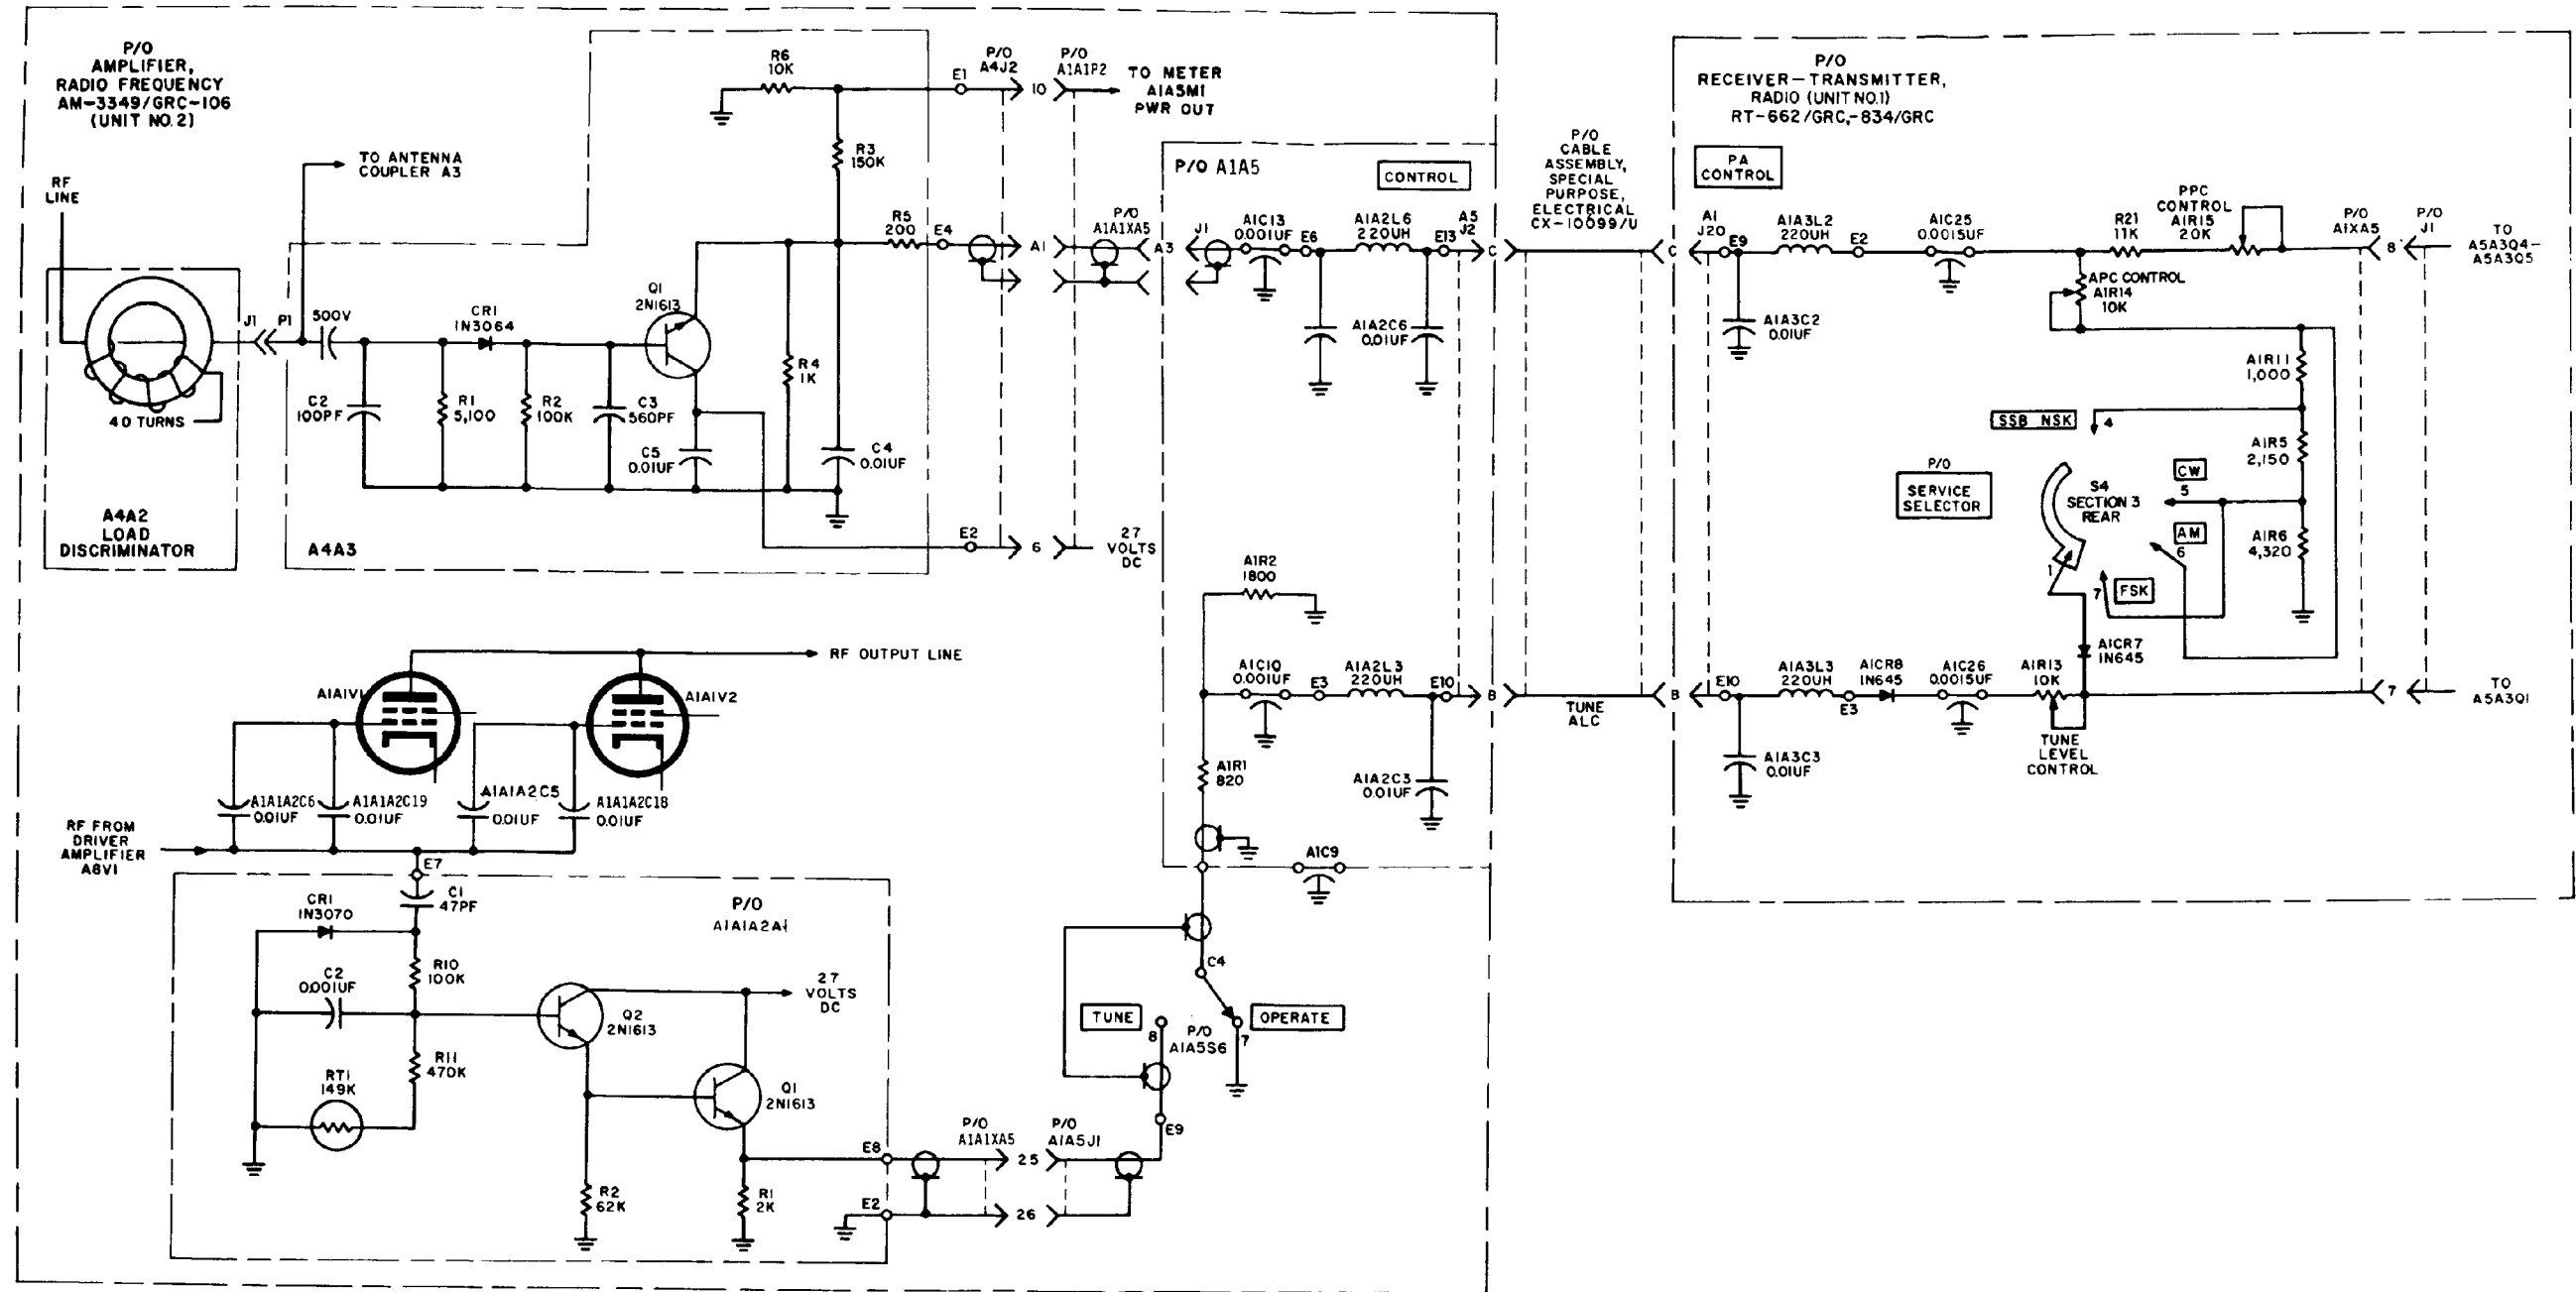 P/O
AMPLIFIER,
RADIO FREQUENCY
AM-3349/GRC-106
(UNIT NO. 2)
RF
LINE
TO ANTENNA
COUPLER A3
J1
P1
500V
40 TURNS
A4A2
LOAD
DISCRIMINATOR
C2
100PF
R1
5,100
CR1
1N3064
R2
100K
C3
560PF
Q1
2N1613
C5
0.01UF
R4
1K
C4
0.01UF
A4A3
R6
10K
R3
150K
R5
200
E4
E1
P/O
A4J2
10
P/O
A1A1P2
TO METER
A1A5M1
PWR OUT
A1
P/O
A1A1XA5
A3
E2
6
27
VOLTS
DC
P/O A1A5
CONTROL
J1
A1C13
0.001UF
E6
A1A2L6
220UH
E13
A5
J2
C
A1A2C6
0.01UF
A1R2
1800
A1C10
0.001UF
E3
A1A2L3
220UH
E10
B
A1R1
820
A1A2C3
0.01UF
A1C9
P/O
CABLE
ASSEMBLY,
SPECIAL
PURPOSE,
ELECTRICAL
CX-10099/U
TUNE
ALC
P/O
RECEIVER-TRANSMITTER,
RADIO (UNIT NO.1)
RT-662/GRC,-834/GRC
PA
CONTROL
C
A1
J20
E9
A1A3L2
220UH
E2
A1C25
0.0015UF
R21
11K
PPC
CONTROL
A1R15
20K
P/O
A1XA5
8
P/O
J1
TO
A5A3Q4-
A5A3Q5
A1A3C2
0.01UF
APC CONTROL
A1R14
10K
A1R11
1,000
SSB NSK
4
A1R5
2,150
P/O
SERVICE
SELECTOR
S4
SECTION 3
REAR
CW
5
AM
6
A1R6
4,320
1
7
FSK
A1CR7
1N645
B
E10
A1A3L3
220UH
E3
A1CR8
1N645
A1C26
0.0015UF
A1R13
10K
7
TO
A5A3Q1
A1A3C3
0.01UF
TUNE
LEVEL
CONTROL
RF OUTPUT LINE
A1A1V1
A1A1V2
A1A1A2C6
0.01UF
A1A1A2C19
0.01UF
A1A1A2C5
0.01UF
A1A1A2C18
0.01UF
RF FROM
DRIVER
AMPLIFIER
A8V1
E7
C1
47PF
CR1
1N3070
P/O
A1A1A2A1
R10
100K
C2
0.001UF
R11
470K
RT1
149K
Q2
2N1613
27
VOLTS
DC
Q1
2N1613
R2
62K
R1
2K
E8
E2
P/O
A1A1XA5
25
26
P/O
A1A5J1
E9
C4
TUNE
8
P/O
A1A5S6
7
OPERATE